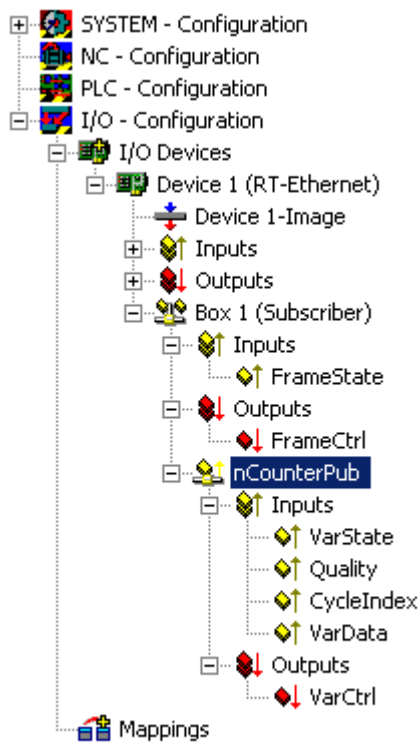 SYSTEM - Configuration
NC - Configuration
PLC - Configuration
I/O - Configuration
I/O Devices
Device 1 (RT-Ethernet)
Device 1-Image
Inputs
Outputs
Box 1 (Subscriber)
Inputs
FrameState
Outputs
FrameCtrl
nCounterPub
Inputs
VarState
Quality
CycleIndex
VarData
Outputs
VarCtrl
Mappings